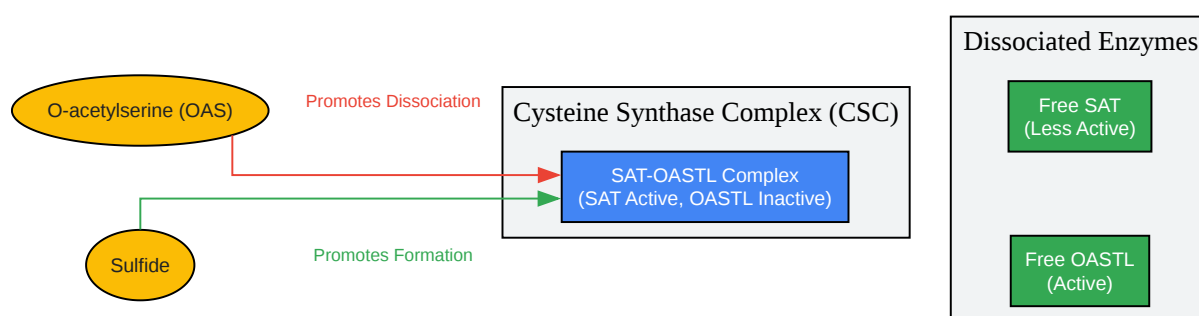 O-acetylserine (OAS)
Promotes Dissociation
Sulfide
Promotes Formation
Cysteine Synthase Complex (CSC)
SAT-OASTL Complex
(SAT Active, OASTL Inactive)
Dissociated Enzymes
Free SAT
(Less Active)
Free OASTL
(Active)